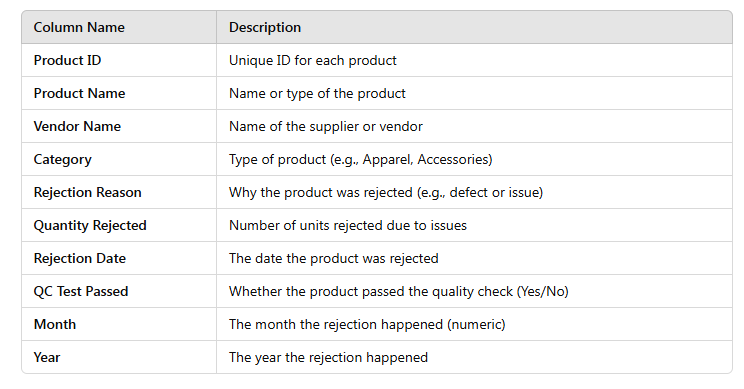 Column Name Description
Product ID Unique ID for each product
Product Name Name or type of the product
Vendor Name Name of the supplier or vendor
Category Type of product (e.g., Apparel, Accessories)
Rejection Reason Why the product was rejected (e.g., defect or issue)
Quantity Rejected Number of units rejected due to issues
Rejection Date The date the product was rejected
QC Test Passed Whether the product passed the quality check (Yes/No)
Month The month the rejection happened (numeric)
Year The year the rejection happened